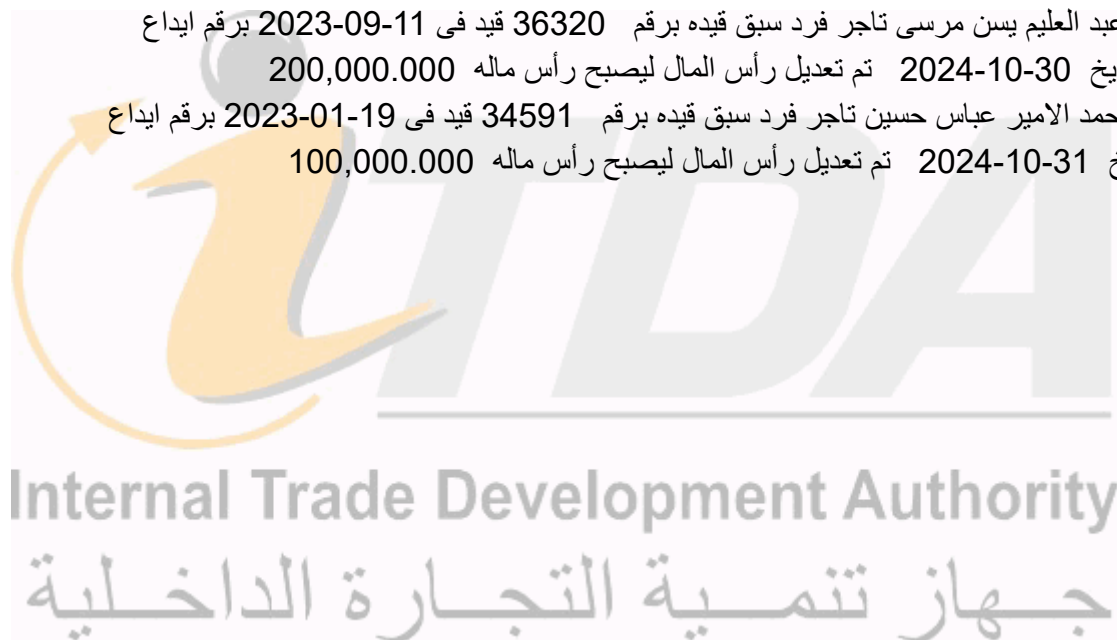 عبد العليم يسن مرسى تاجر فرد سبق قيده برقم 36320 قيد فى 11-09-2023 برقم ايداع
30-10-2024 تم تعديل رأس المال ليصبح رأس ماله 200,000.000
الامير عباس حسين تاجر فرد سبق قيده برقم 34591 قيد فى 19-01-2023 برقم ايداع
31-10-2024 تم تعديل رأس المال ليصبح رأس ماله 100,000.000
iTDA
Internal Trade Development Authority
جهاز تنمية التجارة الداخلية